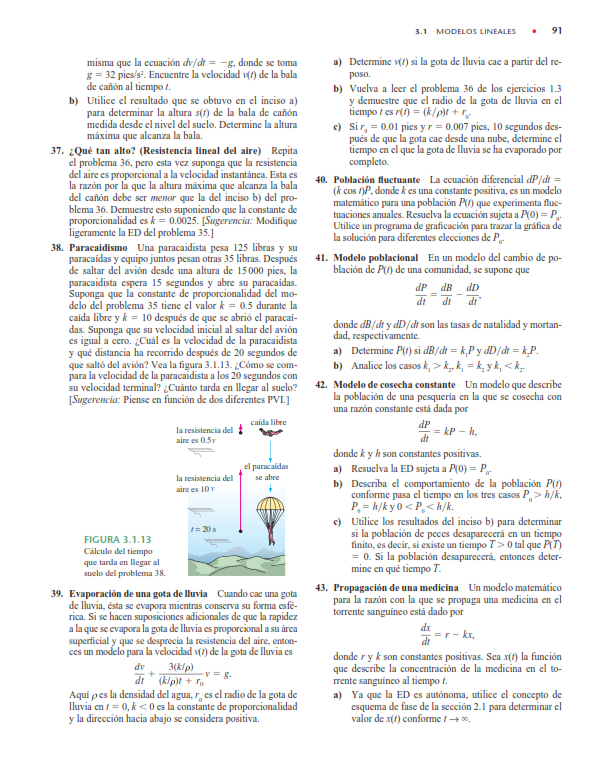 3.1 MODELOS LINEALES • 91
misma que la ecuación dv/dt = −g, donde se toma
g = 32 pies/s². Encuentre la velocidad v(t) de la bala
de cañón al tiempo t.
b) Utilice el resultado que se obtuvo en el inciso a)
para determinar la altura s(t) de la bala de cañón
medida desde el nivel del suelo. Determine la altura
máxima que alcanza la bala.
37. ¿Qué tan alto? (Resistencia lineal del aire) Repita
el problema 36, pero esta vez suponga que la resistencia
del aire es proporcional a la velocidad instantánea. Esta es
la razón por la que la altura máxima que alcanza la bala
del cañón debe ser menor que la del inciso b) del pro-
blema 36. Demuestre esto suponiendo que la constante de
proporcionalidad es k = 0.0025. [Sugerencia: Modifique
ligeramente la ED del problema 35.]
38. Paracaidismo Una paracaidista pesa 125 libras y su
paracaídas y equipo juntos pesan otras 35 libras. Después
de saltar del avión desde una altura de 15 000 pies, la
paracaidista espera 15 segundos y abre su paracaídas.
Suponga que la constante de proporcionalidad del mo-
delo del problema 35 tiene el valor k = 0.5 durante la
caída libre y k = 10 después de que se abrió el paracaí-
das. Suponga que su velocidad inicial al saltar del avión
es igual a cero. ¿Cuál es la velocidad de la paracaidista
y qué distancia ha recorrido después de 20 segundos de
que saltó del avión? Vea la figura 3.1.13. ¿Cómo se com-
para la velocidad de la paracaidista a los 20 segundos con
su velocidad terminal? ¿Cuánto tarda en llegar al suelo?
[Sugerencia: Piense en función de dos diferentes PVI.]
la resistencia del
aire es 0.5v
caída libre
la resistencia del
aire es 10 v
el paracaídas
se abre
t = 20 s
FIGURA 3.1.13
Cálculo del tiempo
que tarda en llegar al
suelo del problema 38.
39. Evaporación de una gota de lluvia Cuando cae una gota
de lluvia, ésta se evapora mientras conserva su forma esfé-
rica. Si se hacen suposiciones adicionales de que la rapidez
a la que se evapora la gota de lluvia es proporcional a su área
superficial y que se desprecia la resistencia del aire, enton-
ces un modelo para la velocidad v(t) de la gota de lluvia es
dv/dt + 3(k/ρ)/((k/ρ)t + r₀) v = g.
Aquí ρ es la densidad del agua, r₀ es el radio de la gota de
lluvia en t = 0, k < 0 es la constante de proporcionalidad
y la dirección hacia abajo se considera positiva.
a) Determine v(t) si la gota de lluvia cae a partir del re-
poso.
b) Vuelva a leer el problema 36 de los ejercicios 1.3
y demuestre que el radio de la gota de lluvia en el
tiempo t es r(t) = (k/ρ)t + r₀.
c) Si r₀ = 0.01 pies y r = 0.007 pies, 10 segundos des-
pués de que la gota cae desde una nube, determine el
tiempo en el que la gota de lluvia se ha evaporado por
completo.
40. Población fluctuante La ecuación diferencial dP/dt =
(k cos t)P, donde k es una constante positiva, es un modelo
matemático para una población P(t) que experimenta fluc-
tuaciones anuales. Resuelva la ecuación sujeta a P(0) = P₀.
Utilice un programa de graficación para trazar la gráfica de
la solución para diferentes elecciones de P₀.
41. Modelo poblacional En un modelo del cambio de po-
blación de P(t) de una comunidad, se supone que
dP/dt = dB/dt − dD/dt,
donde dB/dt y dD/dt son las tasas de natalidad y mortan-
dad, respectivamente.
a) Determine P(t) si dB/dt = k₁P y dD/dt = k₂P.
b) Analice los casos k₁ > k₂, k₁ = k₂ y k₁ < k₂.
42. Modelo de cosecha constante Un modelo que describe
la población de una pesquería en la que se cosecha con
una razón constante está dado por
dP/dt = kP − h,
donde k y h son constantes positivas.
a) Resuelva la ED sujeta a P(0) = P₀.
b) Describa el comportamiento de la población P(t)
conforme pasa el tiempo en los tres casos P₀ > h/k,
P₀ = h/k y 0 < P₀ < h/k.
c) Utilice los resultados del inciso b) para determinar
si la población de peces desaparecerá en un tiempo
finito, es decir, si existe un tiempo T > 0 tal que P(T)
= 0. Si la población desaparecerá, entonces deter-
mine en qué tiempo T.
43. Propagación de una medicina Un modelo matemático
para la razón con la que se propaga una medicina en el
torrente sanguíneo está dado por
dx/dt = r − kx,
donde r y k son constantes positivas. Sea x(t) la función
que describe la concentración de la medicina en el to-
rrente sanguíneo al tiempo t.
a) Ya que la ED es autónoma, utilice el concepto de
esquema de fase de la sección 2.1 para determinar el
valor de x(t) conforme t → ∞.